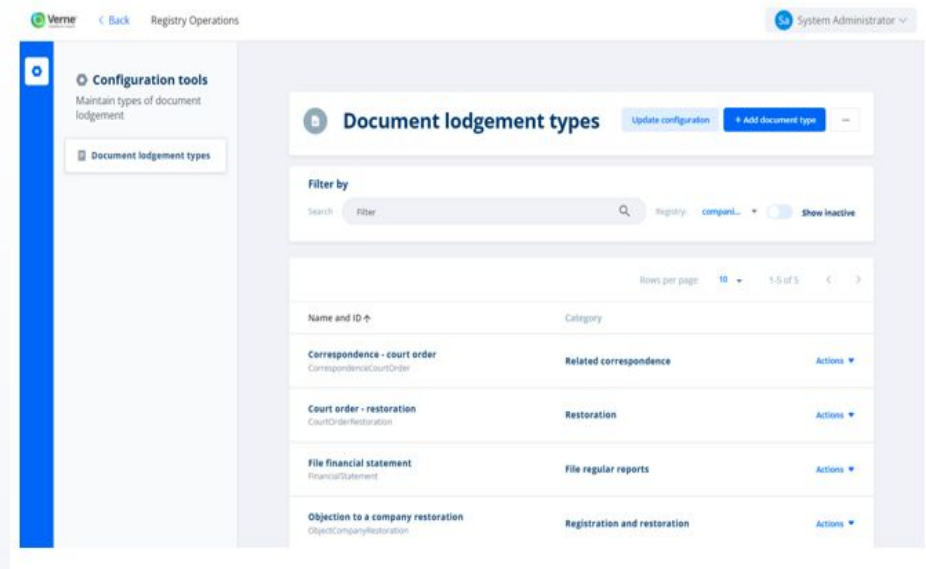 Verne
< Back
Registry Operations
Sa
System Administrator
Configuration tools
Maintain types of document
lodgement
Document lodgement types
Document lodgement types
Update configuration
+ Add document type
...
Filter by
Search
Filter
Registry:
compani...
Show inactive
Rows per page
10
1-5 of 5
< >
Name and ID ↑
Category
Correspondence - court order
CorrespondenceCourtOrder
Related correspondence
Actions
Court order - restoration
CourtOrderRestoration
Restoration
Actions
File financial statement
FinancialStatement
File regular reports
Actions
Objection to a company restoration
ObjectCompanyRestoration
Registration and restoration
Actions